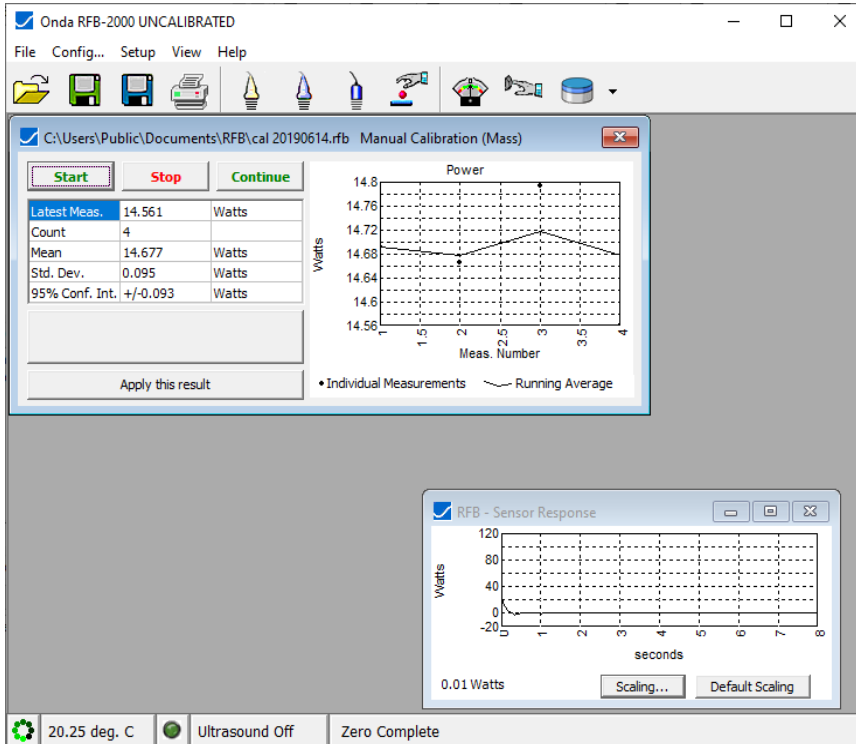 Onda RFB-2000 UNCALIBRATED
File Config... Setup View Help
C:\Users\Public\Documents\RFB\cal 20190614.rfb Manual Calibration (Mass)
Start Stop Continue
Latest Meas. 14.561 Watts
Count 4
Mean 14.677 Watts
Std. Dev. 0.095 Watts
95% Conf. Int. +/-0.093 Watts
Apply this result
Power
Watts
14.8
14.76
14.72
14.68
14.64
14.6
14.56
1 1.5 2 2.5 3 3.5 4
Meas. Number
Individual Measurements Running Average
RFB - Sensor Response
Watts
120
80
40
0
-20
0 1 2 3 4 5 6 7 8
seconds
0.01 Watts Scaling... Default Scaling
20.25 deg. C Ultrasound Off Zero Complete